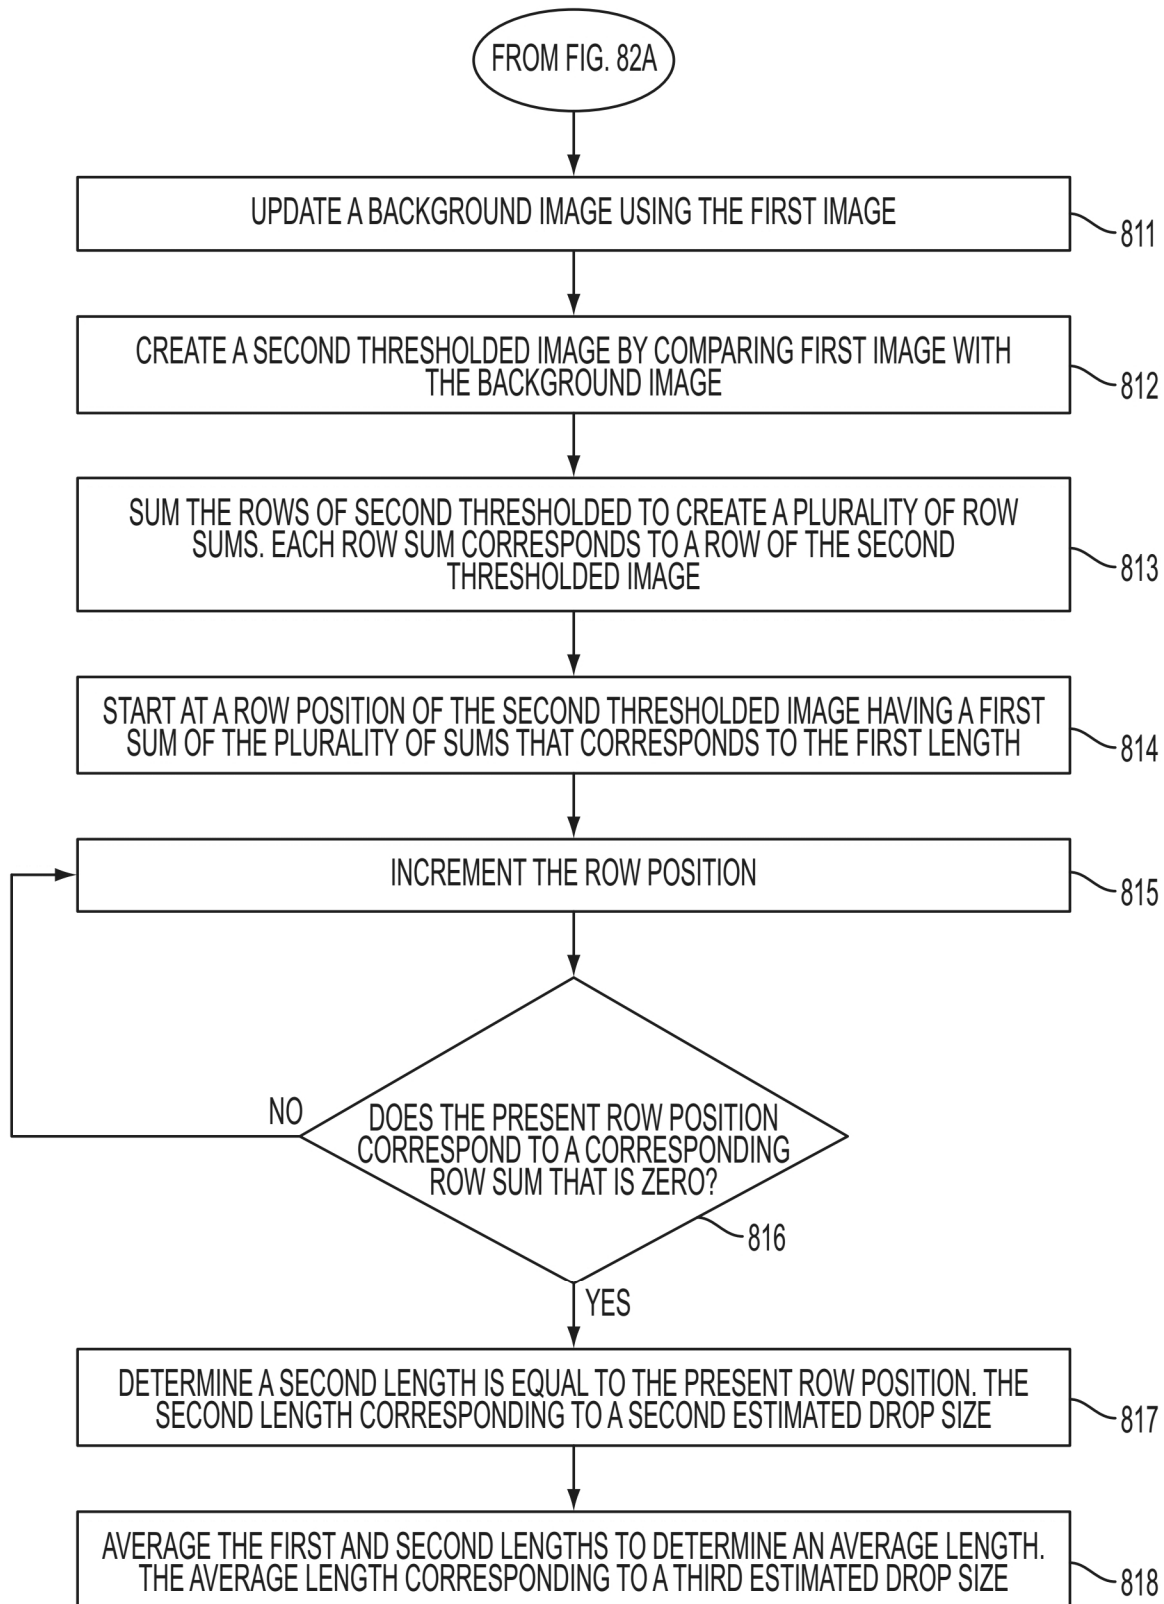 FROM FIG. 82A
UPDATE A BACKGROUND IMAGE USING THE FIRST IMAGE
811
CREATE A SECOND THRESHOLDED IMAGE BY COMPARING FIRST IMAGE WITH
THE BACKGROUND IMAGE
812
SUM THE ROWS OF SECOND THRESHOLDED TO CREATE A PLURALITY OF ROW
SUMS. EACH ROW SUM CORRESPONDS TO A ROW OF THE SECOND
THRESHOLDED IMAGE
813
START AT A ROW POSITION OF THE SECOND THRESHOLDED IMAGE HAVING A FIRST
SUM OF THE PLURALITY OF SUMS THAT CORRESPONDS TO THE FIRST LENGTH
814
INCREMENT THE ROW POSITION
815
NO
DOES THE PRESENT ROW POSITION
CORRESPOND TO A CORRESPONDING
ROW SUM THAT IS ZERO?
816
YES
DETERMINE A SECOND LENGTH IS EQUAL TO THE PRESENT ROW POSITION. THE
SECOND LENGTH CORRESPONDING TO A SECOND ESTIMATED DROP SIZE
817
AVERAGE THE FIRST AND SECOND LENGTHS TO DETERMINE AN AVERAGE LENGTH.
THE AVERAGE LENGTH CORRESPONDING TO A THIRD ESTIMATED DROP SIZE
818